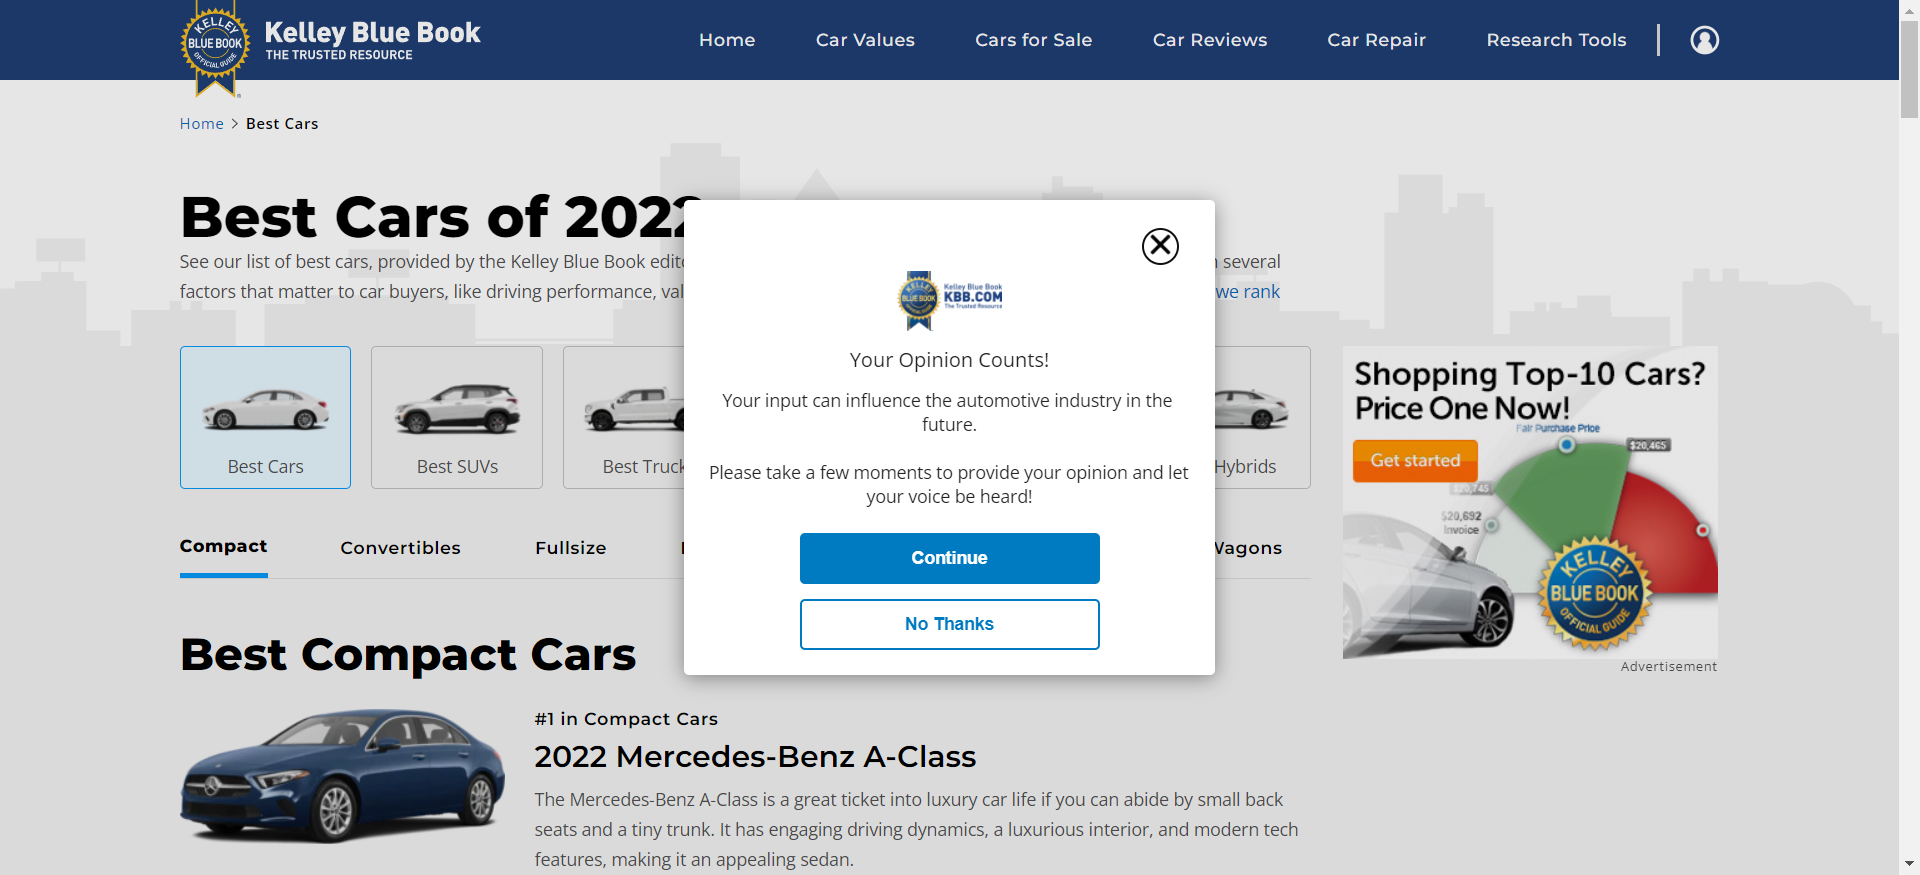 KELLEY
BLUE BOOK
OFFICIAL GUIDE
Kelley Blue Book
THE TRUSTED RESOURCE
Home
Car Values
Cars for Sale
Car Reviews
Car Repair
Research Tools
Home > Best Cars
Best Cars of 2022
See our list of best cars, provided by the Kelley Blue Book several
factors that matter to car buyers, like driving performance, we rank
Best Cars
Best SUVs
Best
Hybrids
Compact
Convertibles
Fullsize
Wagons
Kelley Blue Book
KBB.COM
The Trusted Resource
KELLEY
BLUE BOOK
Your Opinion Counts!
Your input can influence the automotive industry in the
future.
Please take a few moments to provide your opinion and let
your voice be heard!
Continue
No Thanks
Shopping Top-10 Cars?
Price One Now!
Fair Purchase Price
$20,465
Get started
$20,745
$20,692
Invoice
KELLEY
BLUE BOOK
OFFICIAL GUIDE
Advertisement
Best Compact Cars
#1 in Compact Cars
2022 Mercedes-Benz A-Class
The Mercedes-Benz A-Class is a great ticket into luxury car life if you can abide by small back
seats and a tiny trunk. It has engaging driving dynamics, a luxurious interior, and modern tech
features, making it an appealing sedan.